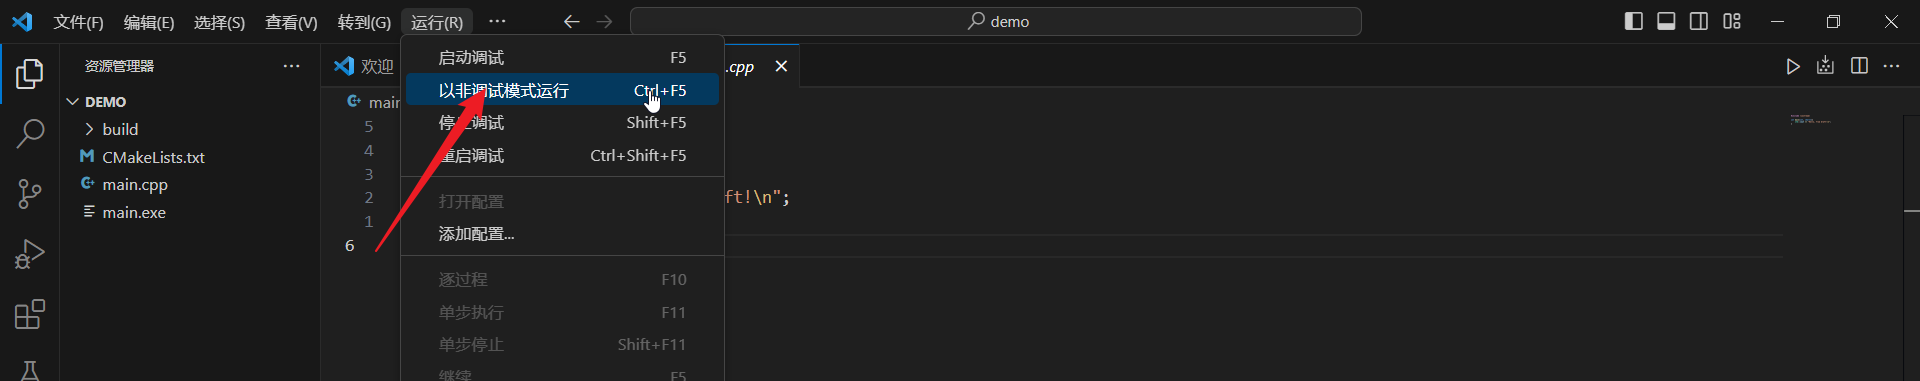 文件(F) 编辑(E) 选择(S) 查看(V) 转到(G) 运行(R) ··· demo
资源管理器 ···
DEMO
build
CMakeLists.txt
main.cpp
main.exe
欢迎
.cpp
main
5
4
3
2
1
6
ft!\n";
启动调试 F5
以非调试模式运行 Ctrl+F5
停止调试 Shift+F5
重启调试 Ctrl+Shift+F5
打开配置
添加配置...
逐过程 F10
单步执行 F11
单步停止 Shift+F11
继续 F5